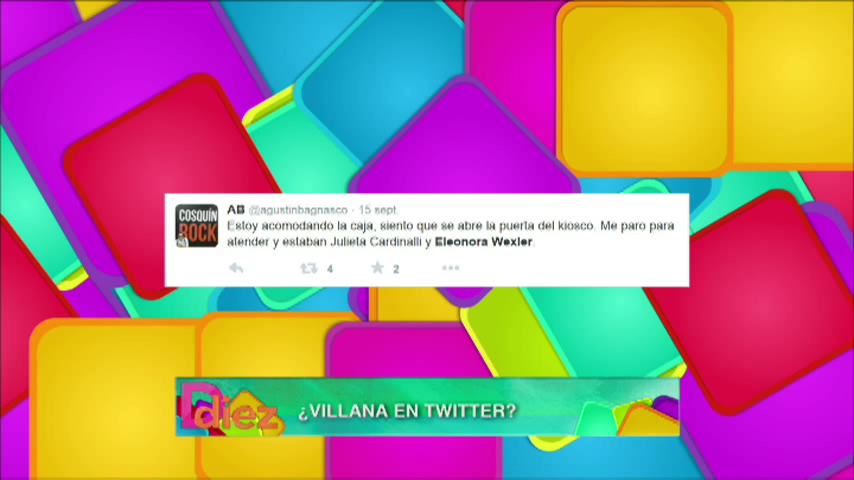 COSQUÍN
ROCK
AB @agustinbagnasco · 15 sept.
Estoy acomodando la caja, siento que se abre la puerta del kiosco. Me paro para
atender y estaban Julieta Cardinalli y Eleonora Wexler.
4 2
Ddiez
¿VILLANA EN TWITTER?